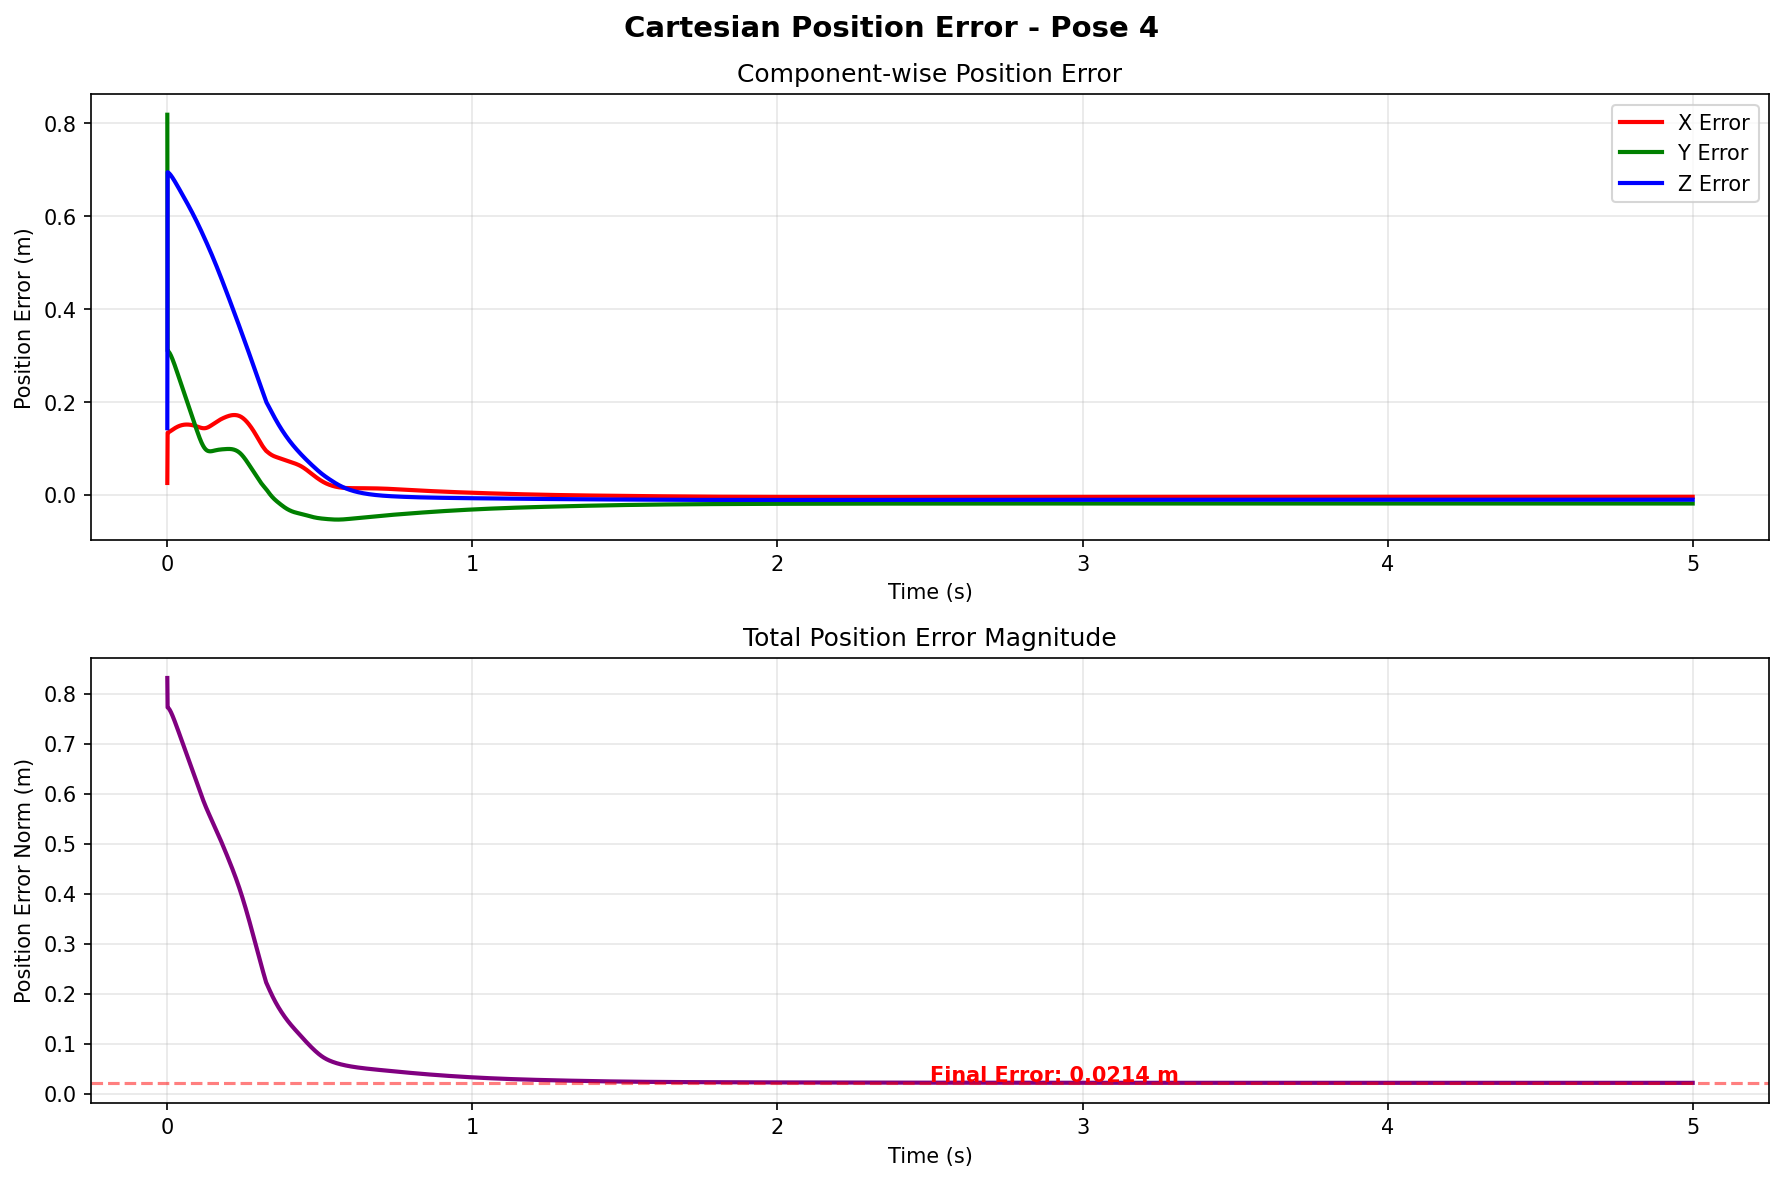 Cartesian Position Error - Pose 4
Component-wise Position Error
Position Error (m)
0.8
0.6
0.4
0.2
0.0
X Error
Y Error
Z Error
0 1 2 3 4 5
Time (s)
Total Position Error Magnitude
Position Error Norm (m)
0.8
0.7
0.6
0.5
0.4
0.3
0.2
0.1
0.0
Final Error: 0.0214 m
0 1 2 3 4 5
Time (s)